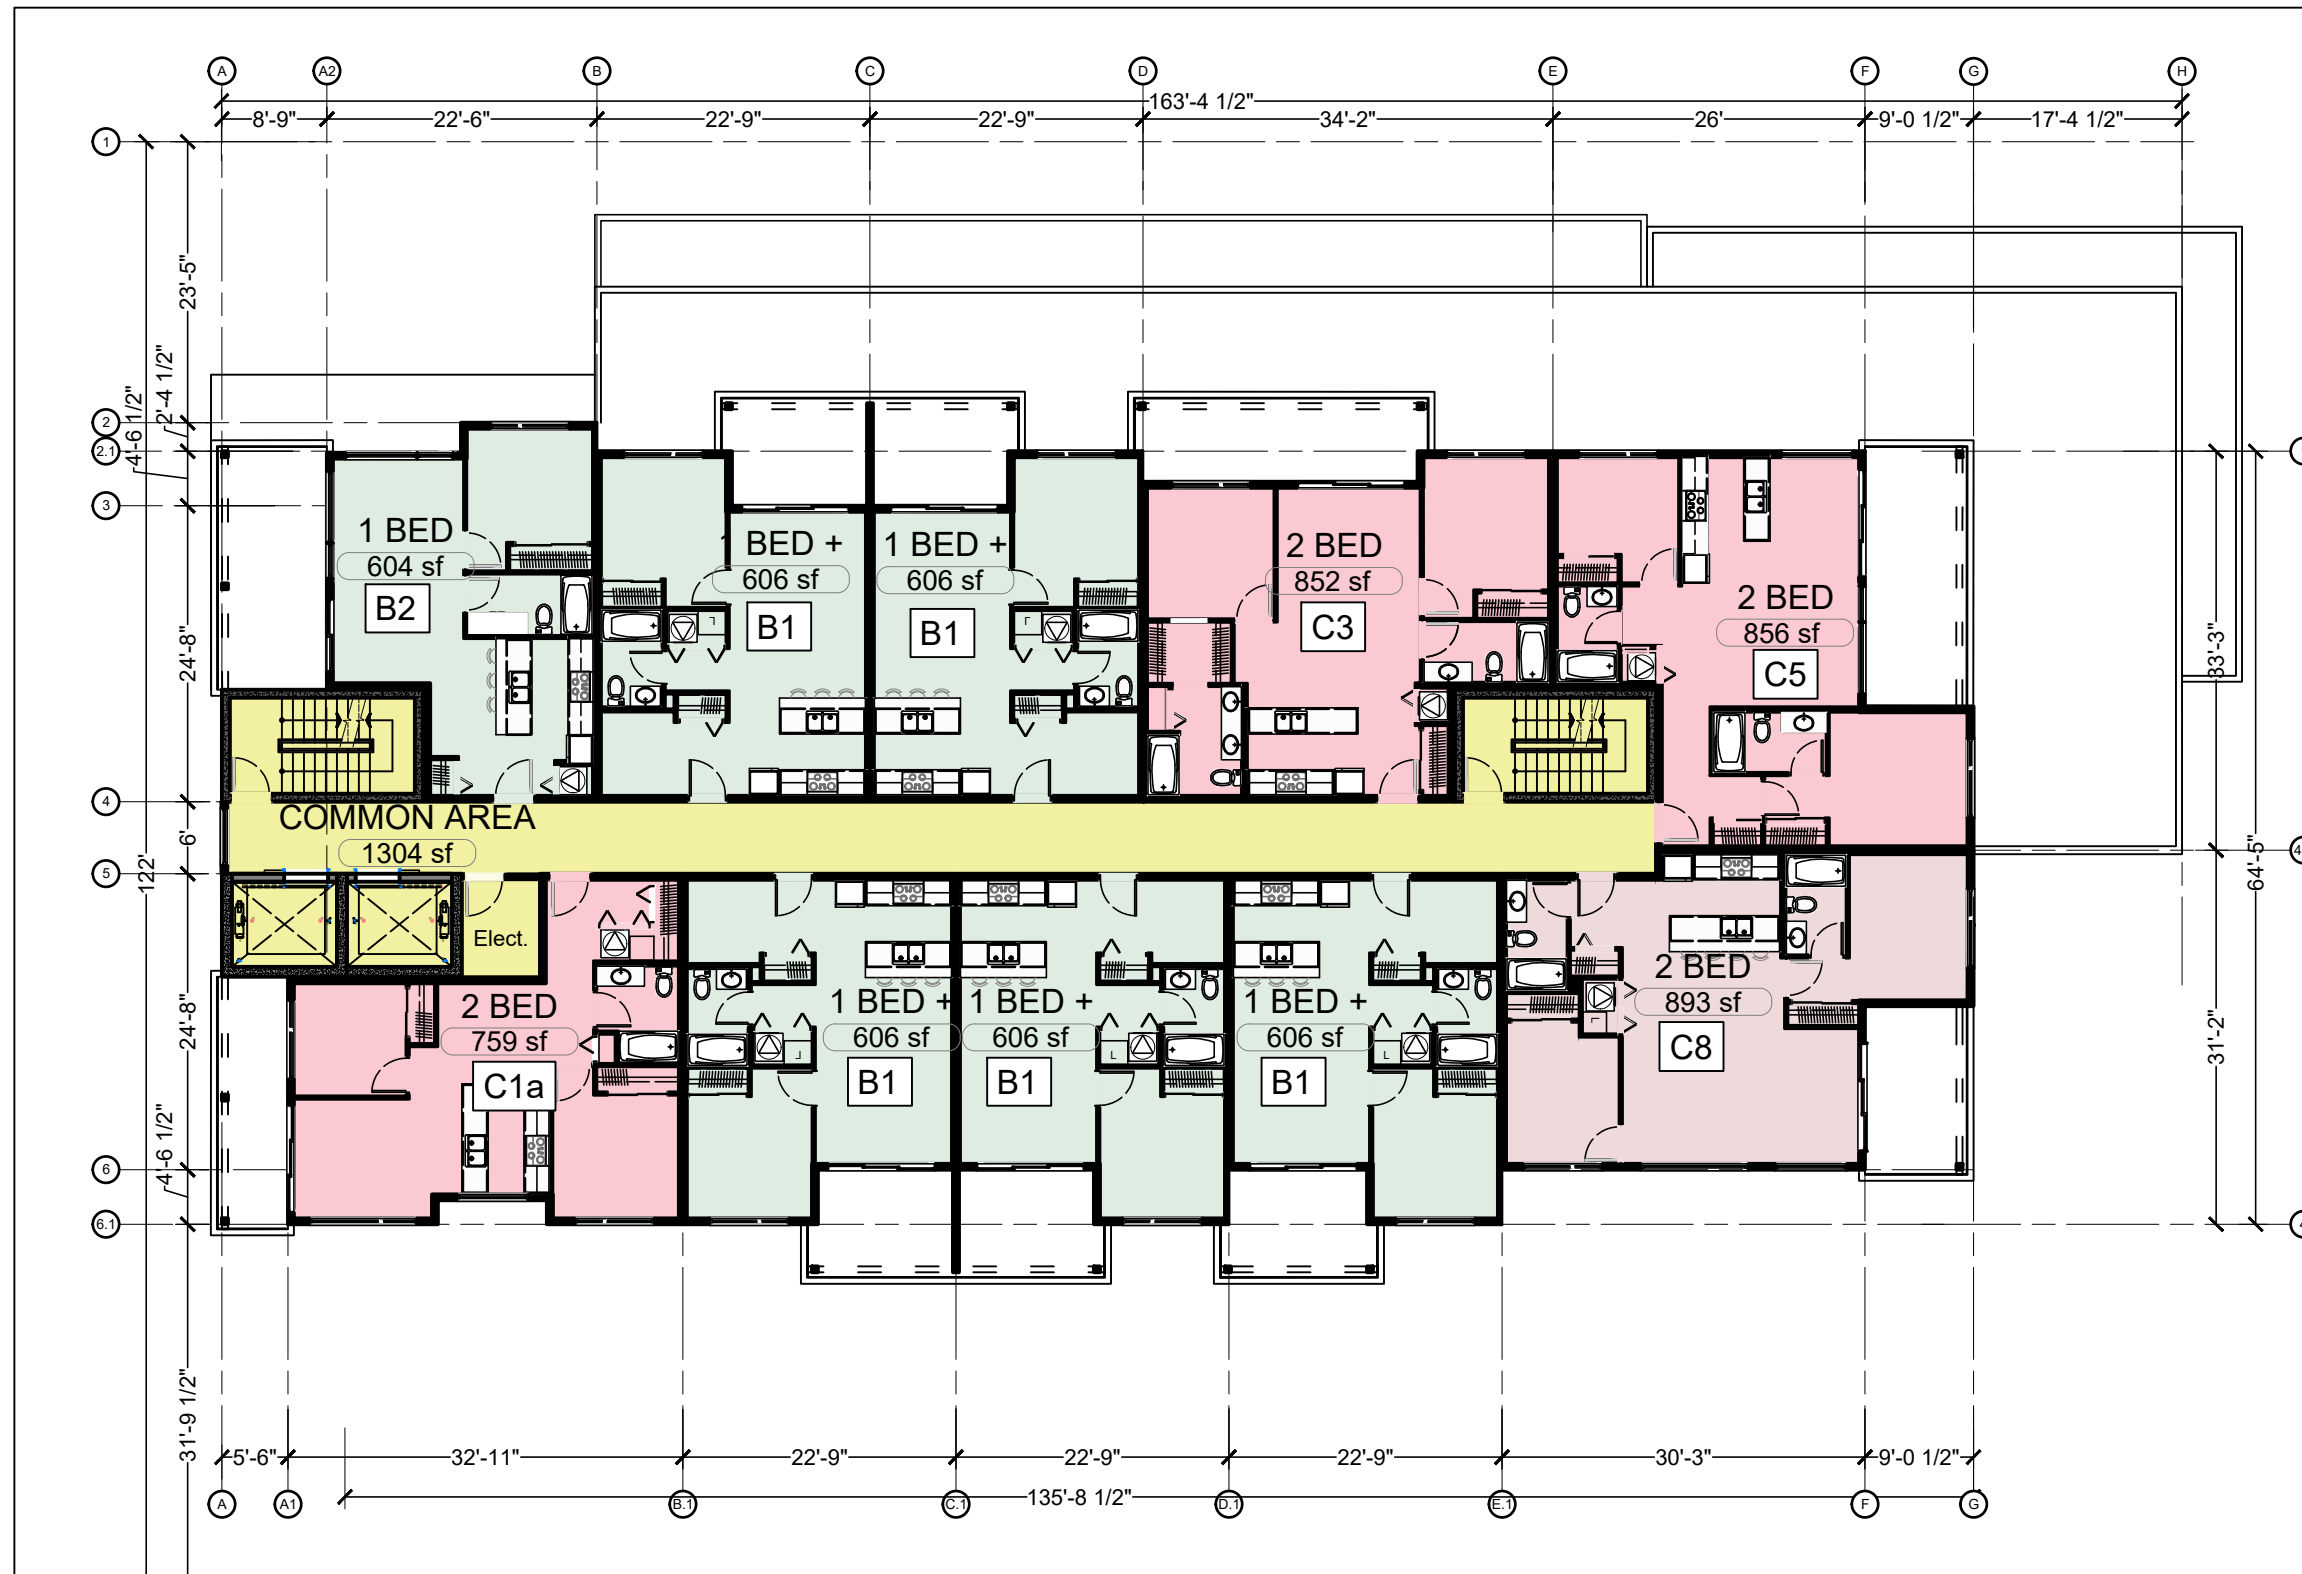 A A2 B C D E F G H
163'-4 1/2"
8'-9" 22'-6" 22'-9" 22'-9" 34'-2" 26' 9'-0 1/2" 17'-4 1/2"
1
23'-5"
2'-4 1/2"
4'-6 1/2"
2
2.1
3
24'-8"
4
6'
5
122'
24'-8"
4'-6 1/2"
6
6.1
31'-9 1/2"
1 BED
604 sf
B2
BED +
606 sf
B1
1 BED +
606 sf
B1
2 BED
852 sf
C3
2 BED
856 sf
C5
COMMON AREA
1304 sf
Elect.
2 BED
759 sf
C1a
1 BED +
606 sf
B1
L
1 BED +
606 sf
B1
L
1 BED +
606 sf
B1
L
2 BED
893 sf
C8
L
33'-3"
64'-5"
31'-2"
4
5'-6" 32'-11" 22'-9" 22'-9" 22'-9" 30'-3" 9'-0 1/2"
135'-8 1/2"
A A1 B.1 C.1 D.1 E.1 F G